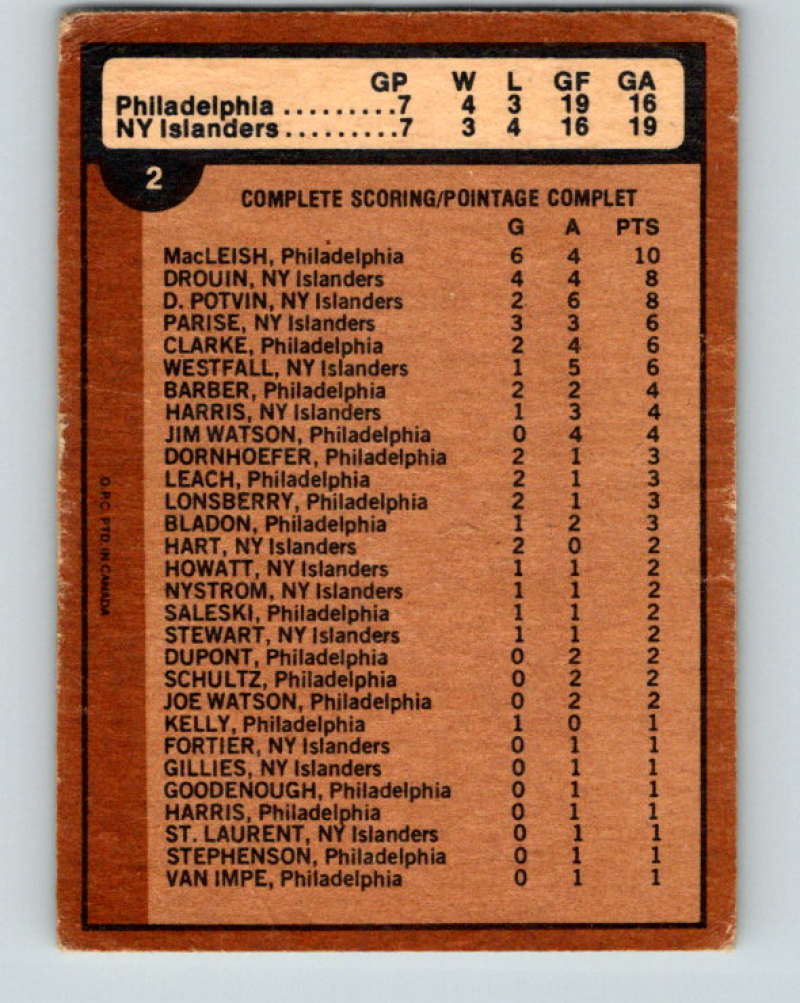 GP W L GF GA
Philadelphia .........7 4 3 19 16
NY Islanders.........7 3 4 16 19
2
COMPLETE SCORING/POINTAGE COMPLET
G A PTS
MacLEISH, Philadelphia 6 4 10
DROUIN, NY Islanders 4 4 8
D. POTVIN, NY Islanders 2 6 8
PARISE, NY Islanders 3 3 6
CLARKE, Philadelphia 2 4 6
WESTFALL, NY Islanders 1 5 6
BARBER, Philadelphia 2 2 4
HARRIS, NY Islanders 1 3 4
JIM WATSON, Philadelphia 0 4 4
DORNHOEFER, Philadelphia 2 1 3
LEACH, Philadelphia 2 1 3
LONSBERRY, Philadelphia 2 1 3
BLADON, Philadelphia 1 2 3
HART, NY Islanders 2 0 2
HOWATT, NY Islanders 1 1 2
NYSTROM, NY Islanders 1 1 2
SALESKI, Philadelphia 1 1 2
STEWART, NY Islanders 1 1 2
DUPONT, Philadelphia 0 2 2
SCHULTZ, Philadelphia 0 2 2
JOE WATSON, Philadelphia 0 2 2
KELLY, Philadelphia 1 0 1
FORTIER, NY Islanders 0 1 1
GILLIES, NY Islanders 0 1 1
GOODENOUGH, Philadelphia 0 1 1
HARRIS, Philadelphia 0 1 1
ST. LAURENT, NY Islanders 0 1 1
STEPHENSON, Philadelphia 0 1 1
VAN IMPE, Philadelphia 0 1 1
O.P.C. PTD. IN CANADA